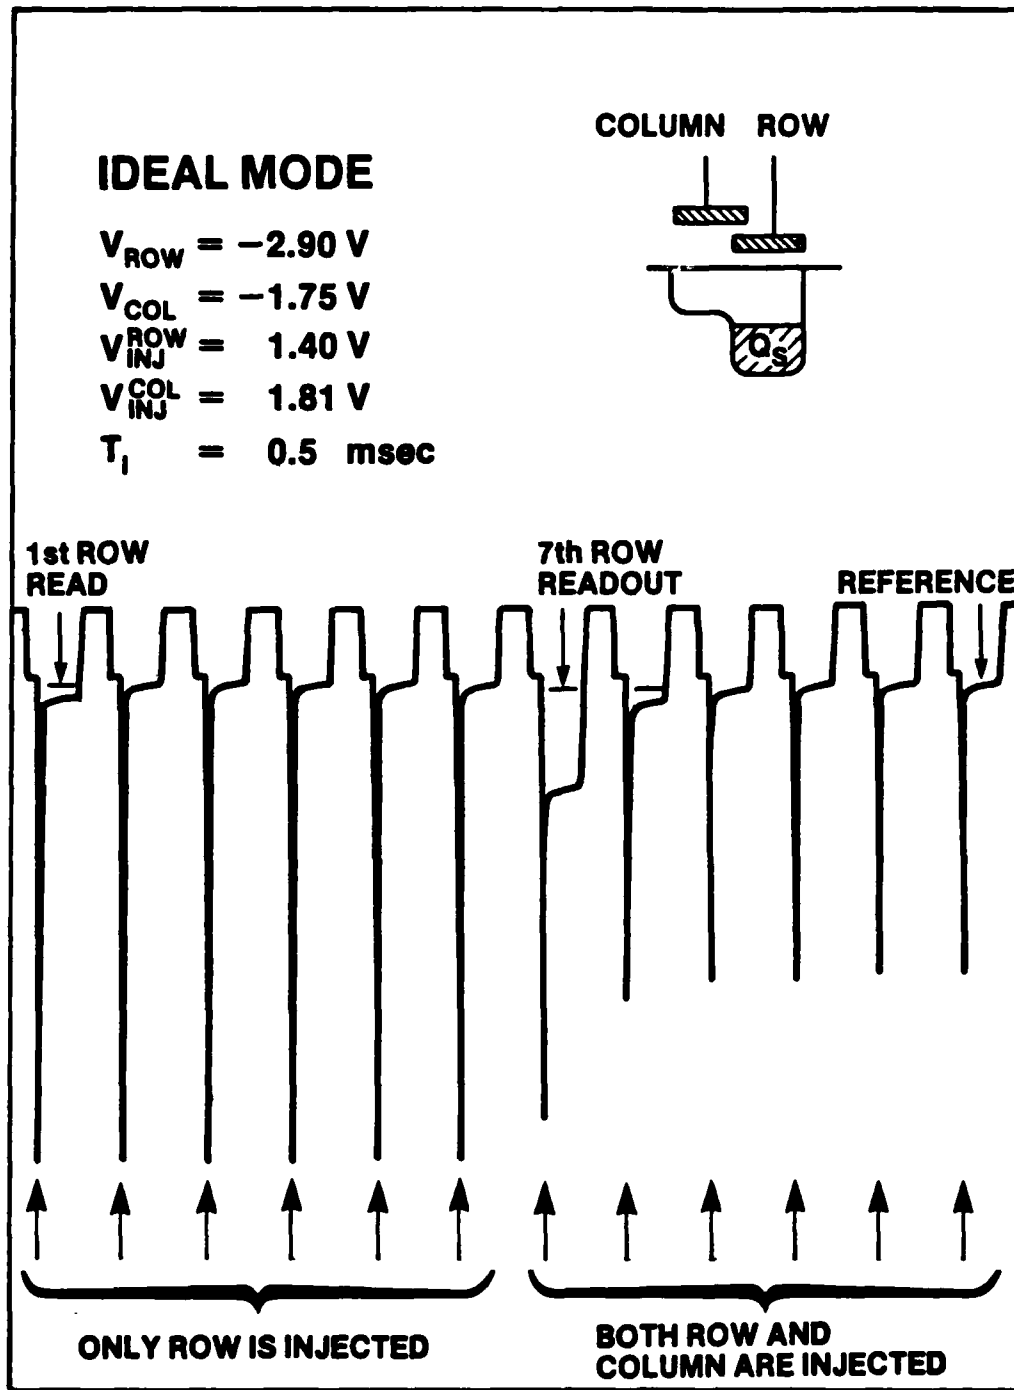 COLUMN ROW
IDEAL MODE
V_ROW = −2.90 V
V_COL = −1.75 V
V_INJ^ROW = 1.40 V
V_INJ^COL = 1.81 V
T_I = 0.5 msec
Q_S
1st ROW
READ
7th ROW
READOUT
REFERENCE
ONLY ROW IS INJECTED
BOTH ROW AND
COLUMN ARE INJECTED